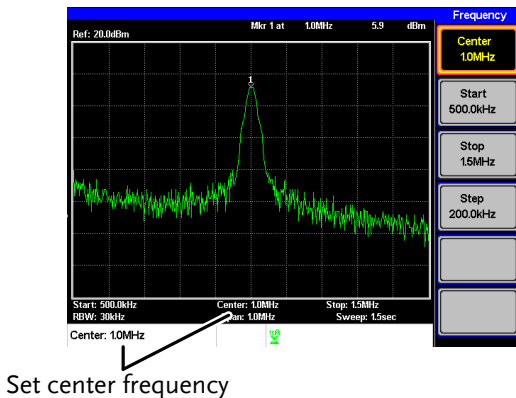 Frequency
Mkr 1 at 1.0MHz 5.9 dBm
Ref: 20.0dBm
Center
1.0MHz
1
Start
500.0kHz
Stop
1.5MHz
Step
200.0kHz
Start: 500.0kHz Center: 1.0MHz Stop: 1.5MHz
RBW: 30kHz 1.0MHz Sweep: 1.5sec
Center: 1.0MHz
Set center frequency